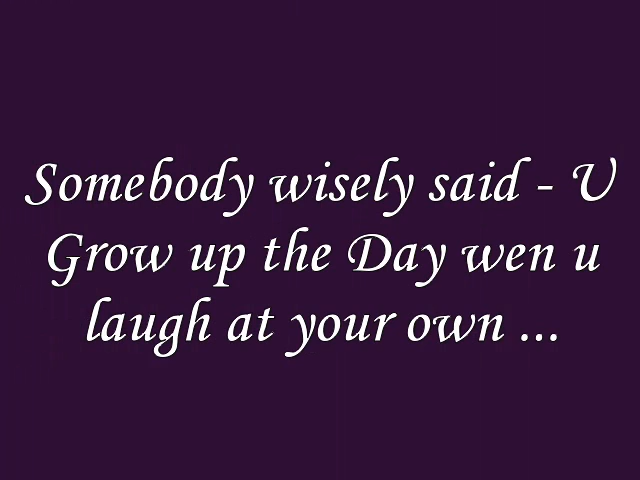 Somebody wisely said - U
Grow up the Day wen u
laugh at your own ...